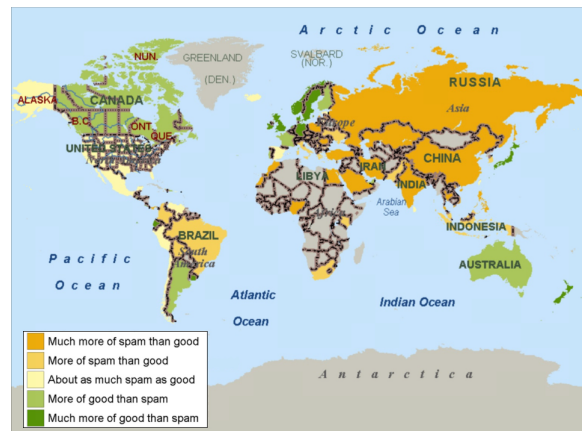 Arctic Ocean
NUN.
GREENLAND
(DEN.)
SVALBARD
(NOR.)
RUSSIA
ALASKA
CANADA
Asia
B.C.
ONT.
QUE.
Europe
UNITED STATES
CHINA
LIBYA
IRAN
INDIA
Africa
Arabian
Sea
INDONESIA
BRAZIL
South
America
AUSTRALIA
Pacific
Ocean
Atlantic
Ocean
Indian Ocean
Antarctica
Much more of spam than good
More of spam than good
About as much spam as good
More of good than spam
Much more of good than spam